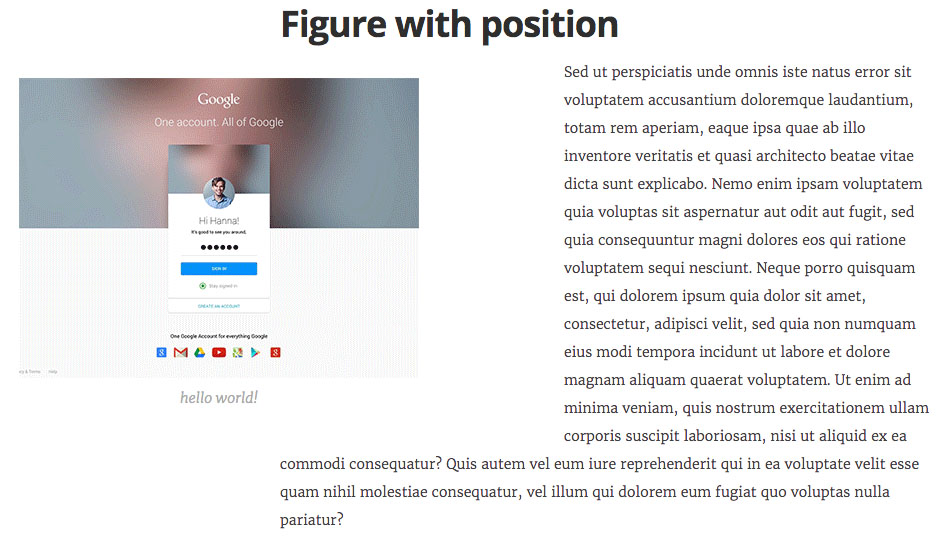 Figure with position
Google
One account. All of Google
Hi Hanna!
It's good to see you around.
SIGN IN
Stay signed in
CREATE AN ACCOUNT
One Google Account for everything Google
y & Terms Help
hello world!
Sed ut perspiciatis unde omnis iste natus error sit
voluptatem accusantium doloremque laudantium,
totam rem aperiam, eaque ipsa quae ab illo
inventore veritatis et quasi architecto beatae vitae
dicta sunt explicabo. Nemo enim ipsam voluptatem
quia voluptas sit aspernatur aut odit aut fugit, sed
quia consequuntur magni dolores eos qui ratione
voluptatem sequi nesciunt. Neque porro quisquam
est, qui dolorem ipsum quia dolor sit amet,
consectetur, adipisci velit, sed quia non numquam
eius modi tempora incidunt ut labore et dolore
magnam aliquam quaerat voluptatem. Ut enim ad
minima veniam, quis nostrum exercitationem ullam
corporis suscipit laboriosam, nisi ut aliquid ex ea
commodi consequatur? Quis autem vel eum iure reprehenderit qui in ea voluptate velit esse
quam nihil molestiae consequatur, vel illum qui dolorem eum fugiat quo voluptas nulla
pariatur?